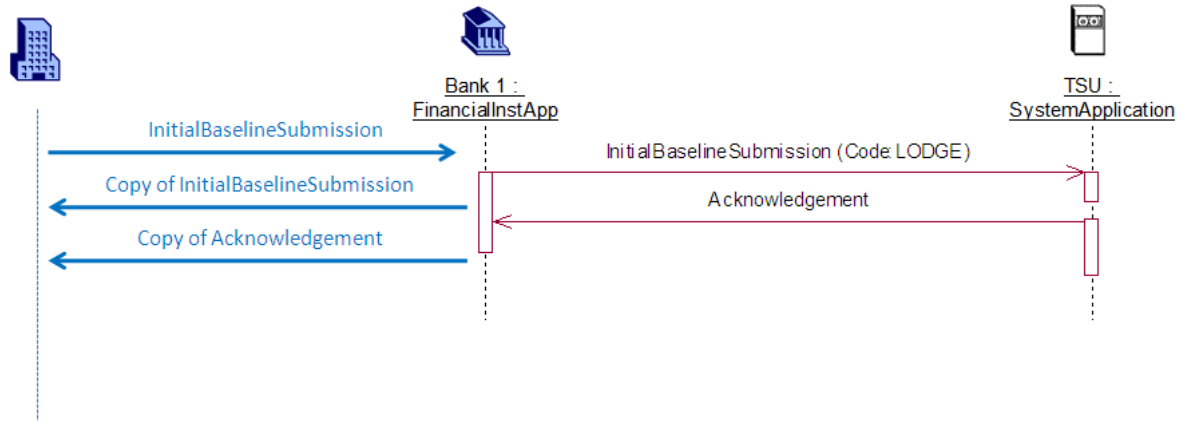 Bank 1 :
FinancialInstApp
TSU :
SystemApplication
InitialBaselineSubmission
InitialBaselineSubmission (Code: LODGE)
Copy of InitialBaselineSubmission
Acknowledgement
Copy of Acknowledgement